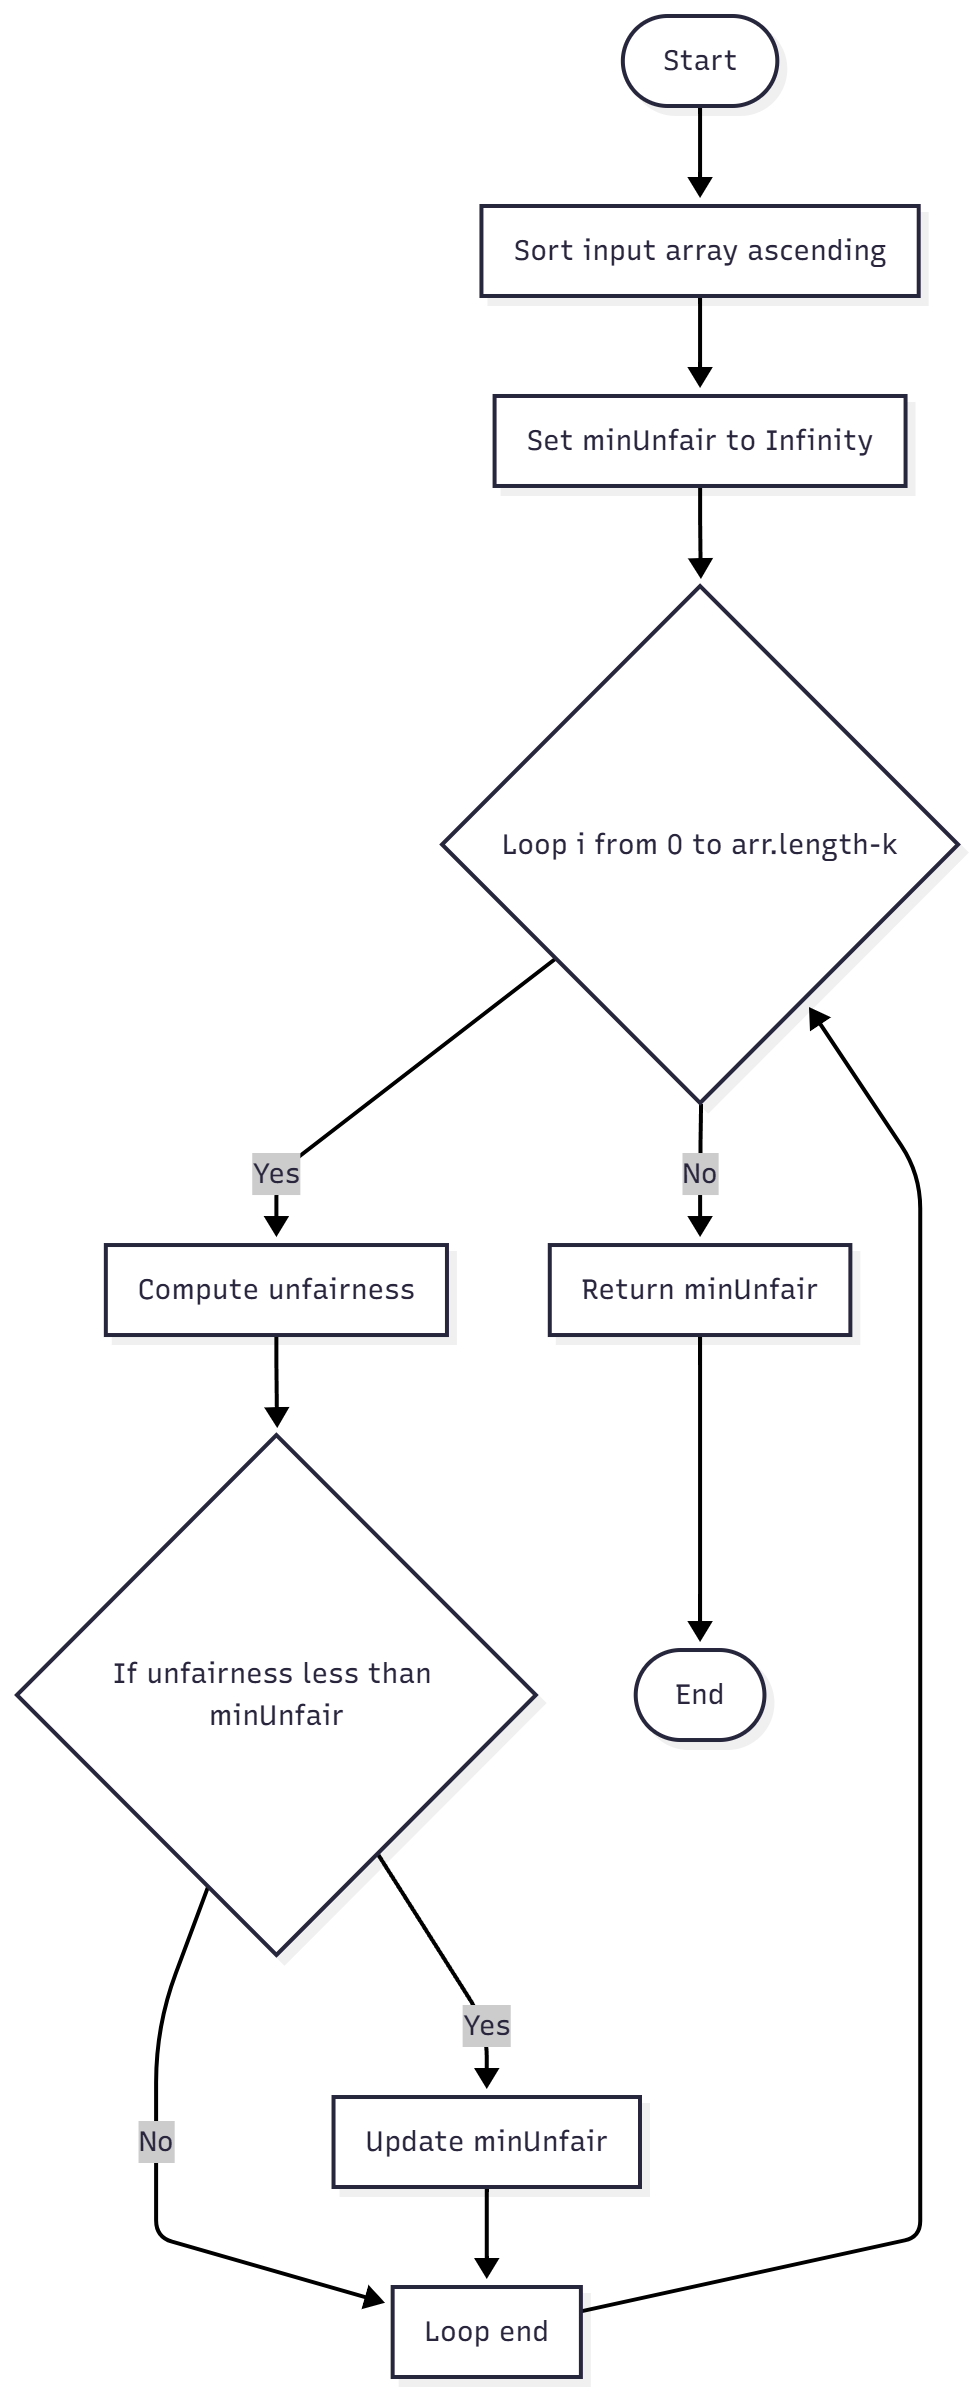 Start
Sort input array ascending
Set minUnfair to Infinity
Loop i from 0 to arr.length-k
Yes
No
Compute unfairness
Return minUnfair
If unfairness less than
minUnfair
End
Yes
No
Update minUnfair
Loop end